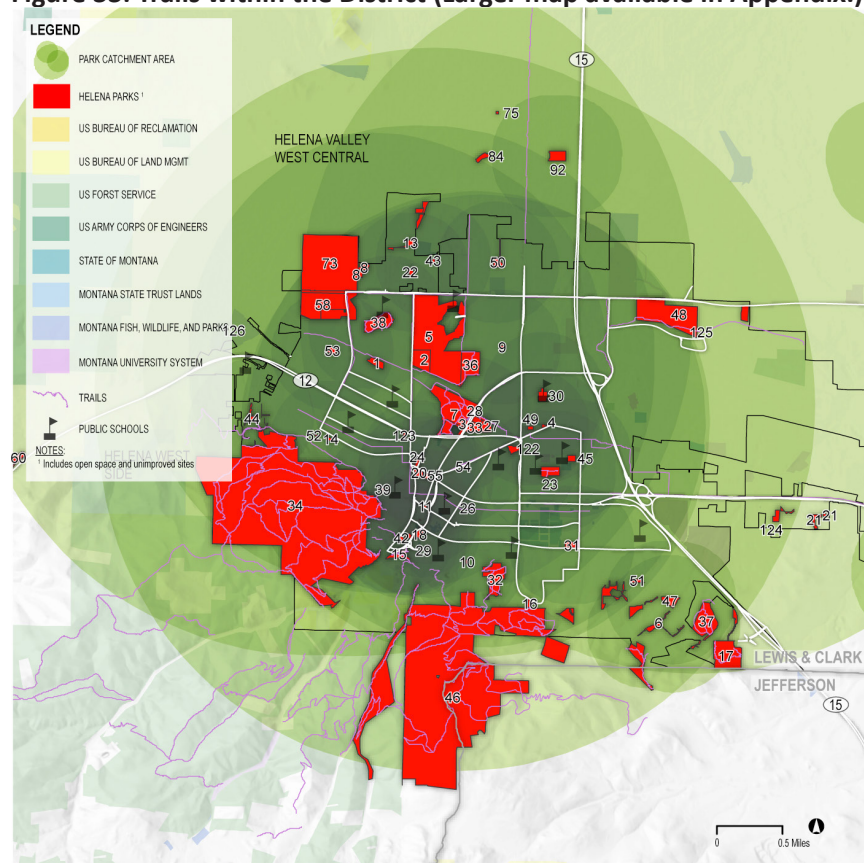 Figure 35: Trails within the District (Larger map available in Appendix.)
LEGEND
PARK CATCHMENT AREA
HELENA PARKS ¹
US BUREAU OF RECLAMATION
US BUREAU OF LAND MGMT
US FORST SERVICE
US ARMY CORPS OF ENGINEERS
STATE OF MONTANA
MONTANA STATE TRUST LANDS
MONTANA FISH, WILDLIFE, AND PARKS
MONTANA UNIVERSITY SYSTEM
TRAILS
PUBLIC SCHOOLS
NOTES:
¹ Includes open space and unimproved sites
15
75
HELENA VALLEY
WEST CENTRAL
84
92
13
43
50
73
8
8
22
58
38
5
48
125
126
53
9
1
2
36
12
30
7
28
3
33
27
49
4
44
52
14
123
122
24
54
45
60
HELENA WEST
SIDE
20
55
23
39
34
11
26
124
21
21
42
18
15
29
31
10
32
51
16
47
6
37
17
LEWIS & CLARK
JEFFERSON
46
15
0
0.5 Miles